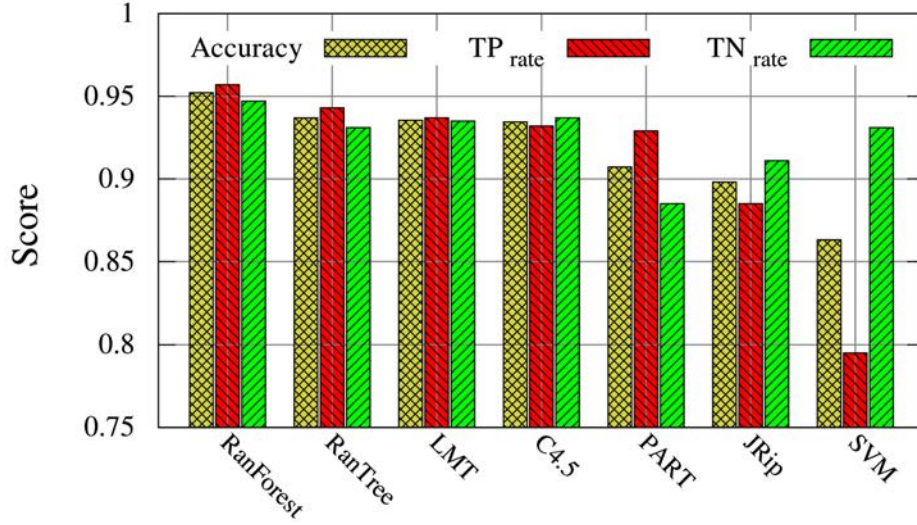 1
0.95
0.9
0.85
0.8
0.75
Score
Accuracy
TP rate
TN rate
RanForest
RanTree
LMT
C4.5
PART
JRip
SVM